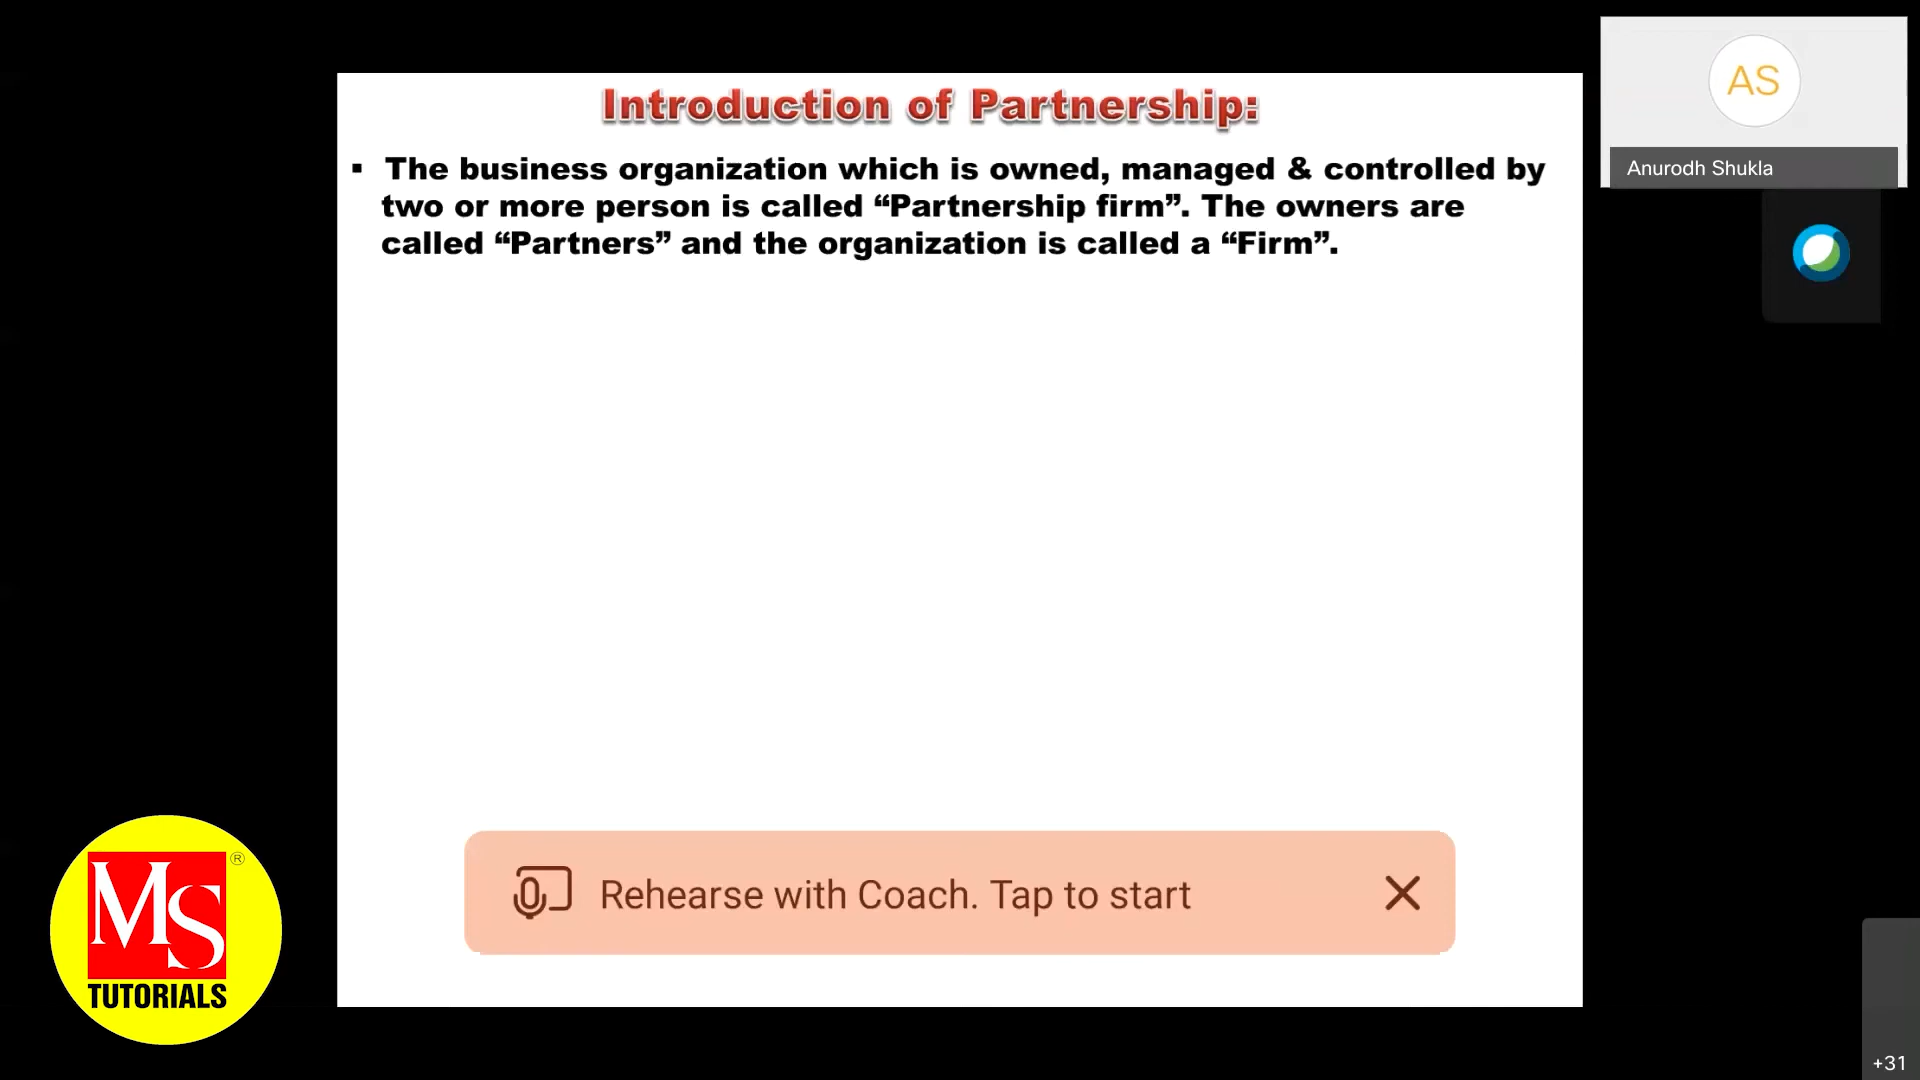 Introduction of Partnership:
▪ The business organization which is owned, managed & controlled by
two or more person is called “Partnership firm”. The owners are
called “Partners” and the organization is called a “Firm”.
Rehearse with Coach. Tap to start
AS
Anurodh Shukla
MS
®
TUTORIALS
+31